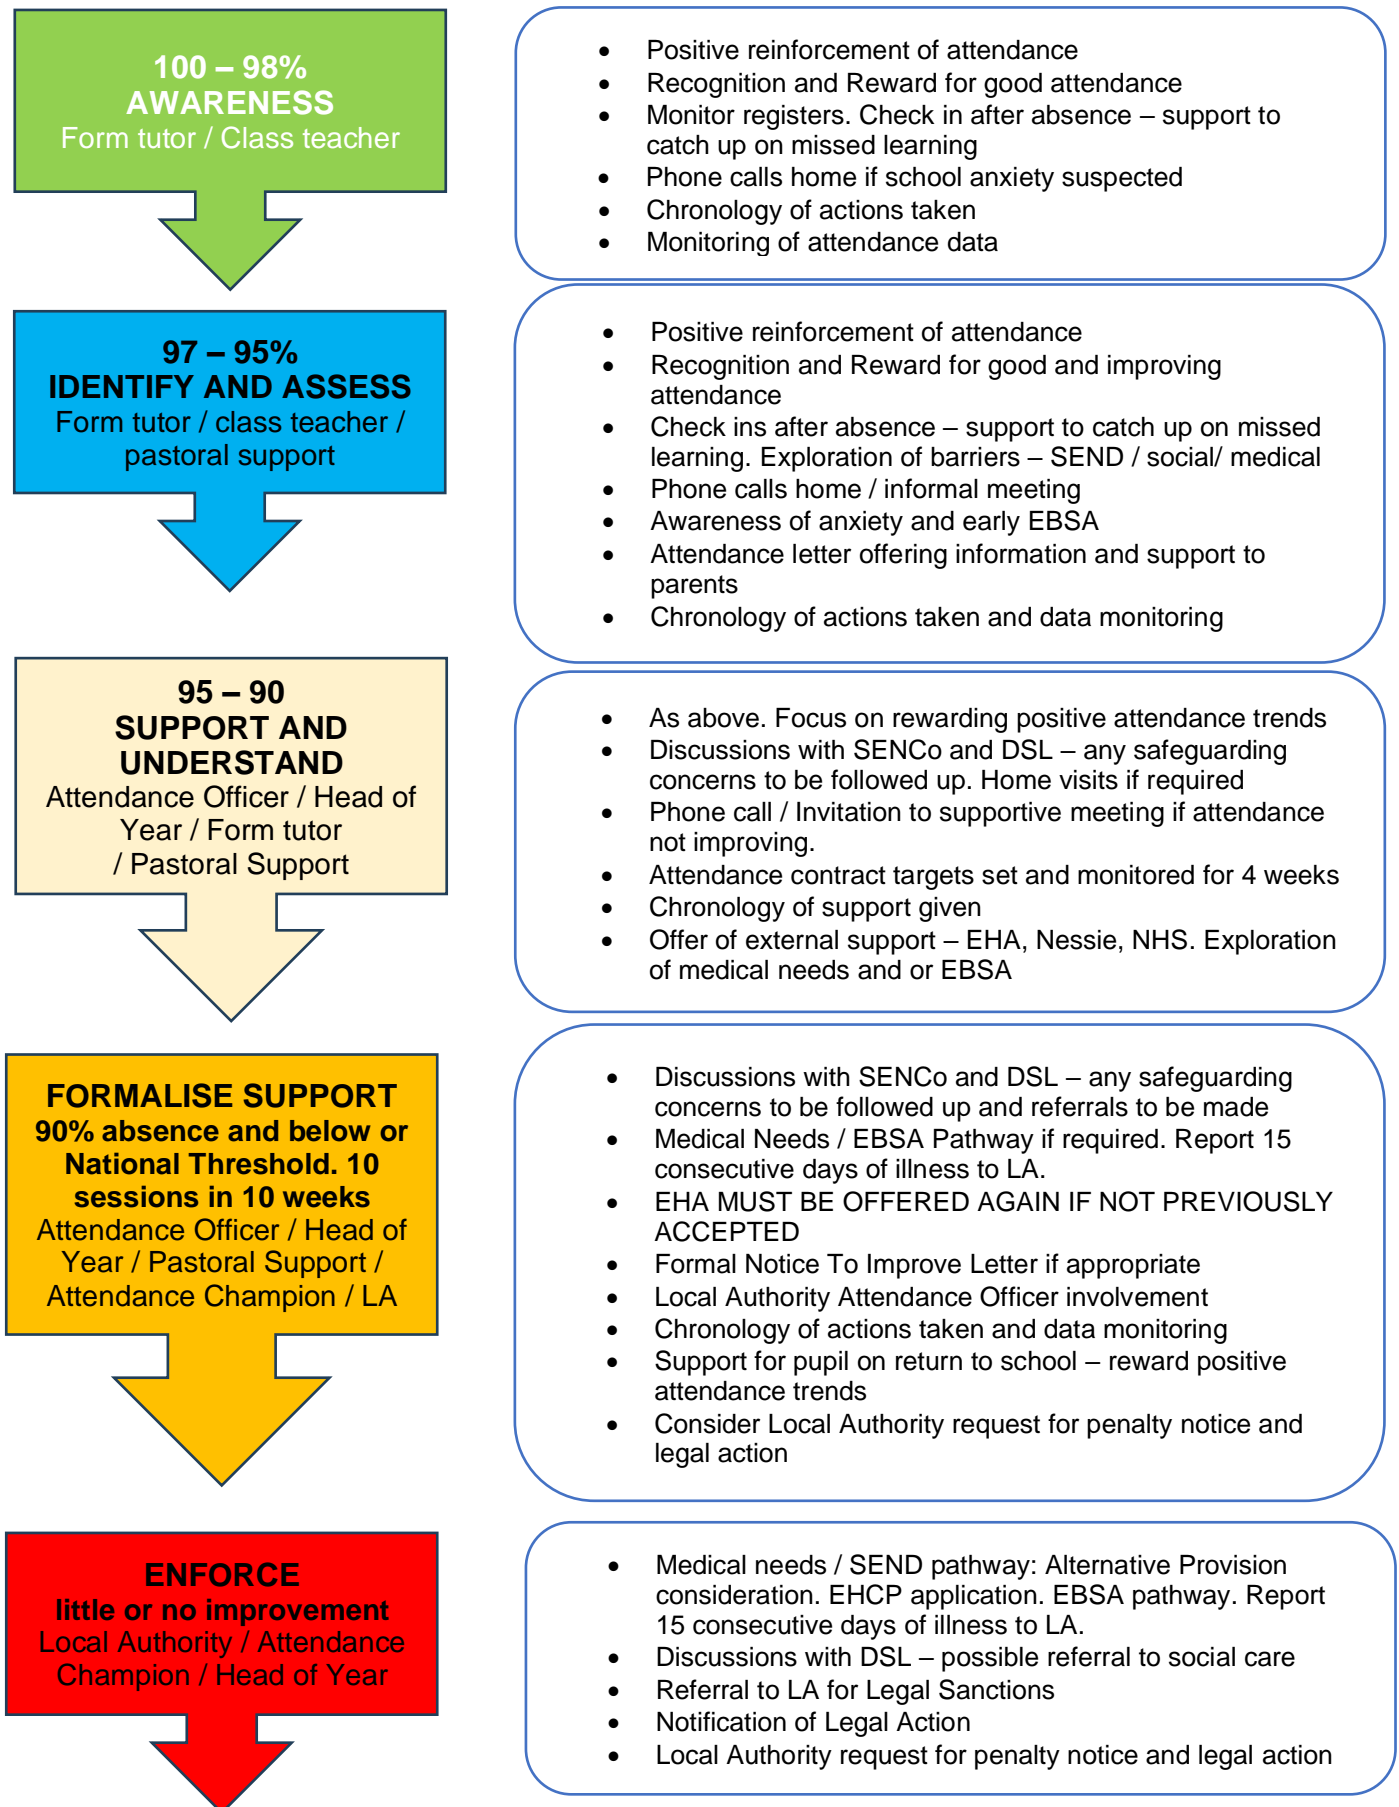 100 – 98%
AWARENESS
Form tutor / Class teacher
• Positive reinforcement of attendance
• Recognition and Reward for good attendance
• Monitor registers. Check in after absence – support to
catch up on missed learning
• Phone calls home if school anxiety suspected
• Chronology of actions taken
• Monitoring of attendance data
97 – 95%
IDENTIFY AND ASSESS
Form tutor / class teacher /
pastoral support
• Positive reinforcement of attendance
• Recognition and Reward for good and improving
attendance
• Check ins after absence – support to catch up on missed
learning. Exploration of barriers – SEND / social/ medical
• Phone calls home / informal meeting
• Awareness of anxiety and early EBSA
• Attendance letter offering information and support to
parents
• Chronology of actions taken and data monitoring
95 – 90
SUPPORT AND
UNDERSTAND
Attendance Officer / Head of
Year / Form tutor
/ Pastoral Support
• As above. Focus on rewarding positive attendance trends
• Discussions with SENCo and DSL – any safeguarding
concerns to be followed up. Home visits if required
• Phone call / Invitation to supportive meeting if attendance
not improving.
• Attendance contract targets set and monitored for 4 weeks
• Chronology of support given
• Offer of external support – EHA, Nessie, NHS. Exploration
of medical needs and or EBSA
FORMALISE SUPPORT
90% absence and below or
National Threshold. 10
sessions in 10 weeks
Attendance Officer / Head of
Year / Pastoral Support /
Attendance Champion / LA
• Discussions with SENCo and DSL – any safeguarding
concerns to be followed up and referrals to be made
• Medical Needs / EBSA Pathway if required. Report 15
consecutive days of illness to LA.
• EHA MUST BE OFFERED AGAIN IF NOT PREVIOUSLY
ACCEPTED
• Formal Notice To Improve Letter if appropriate
• Local Authority Attendance Officer involvement
• Chronology of actions taken and data monitoring
• Support for pupil on return to school – reward positive
attendance trends
• Consider Local Authority request for penalty notice and
legal action
ENFORCE
little or no improvement
Local Authority / Attendance
Champion / Head of Year
• Medical needs / SEND pathway: Alternative Provision
consideration. EHCP application. EBSA pathway. Report
15 consecutive days of illness to LA.
• Discussions with DSL – possible referral to social care
• Referral to LA for Legal Sanctions
• Notification of Legal Action
• Local Authority request for penalty notice and legal action